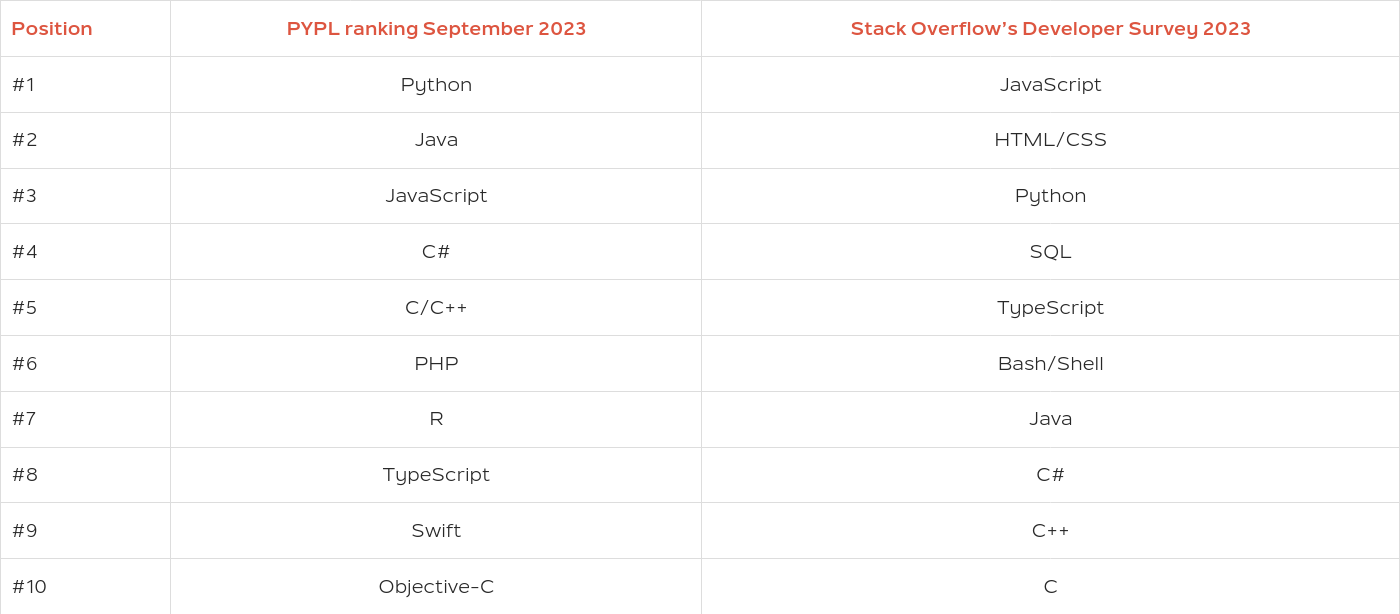 Position PYPL ranking September 2023 Stack Overflow’s Developer Survey 2023
#1 Python JavaScript
#2 Java HTML/CSS
#3 JavaScript Python
#4 C# SQL
#5 C/C++ TypeScript
#6 PHP Bash/Shell
#7 R Java
#8 TypeScript C#
#9 Swift C++
#10 Objective-C C